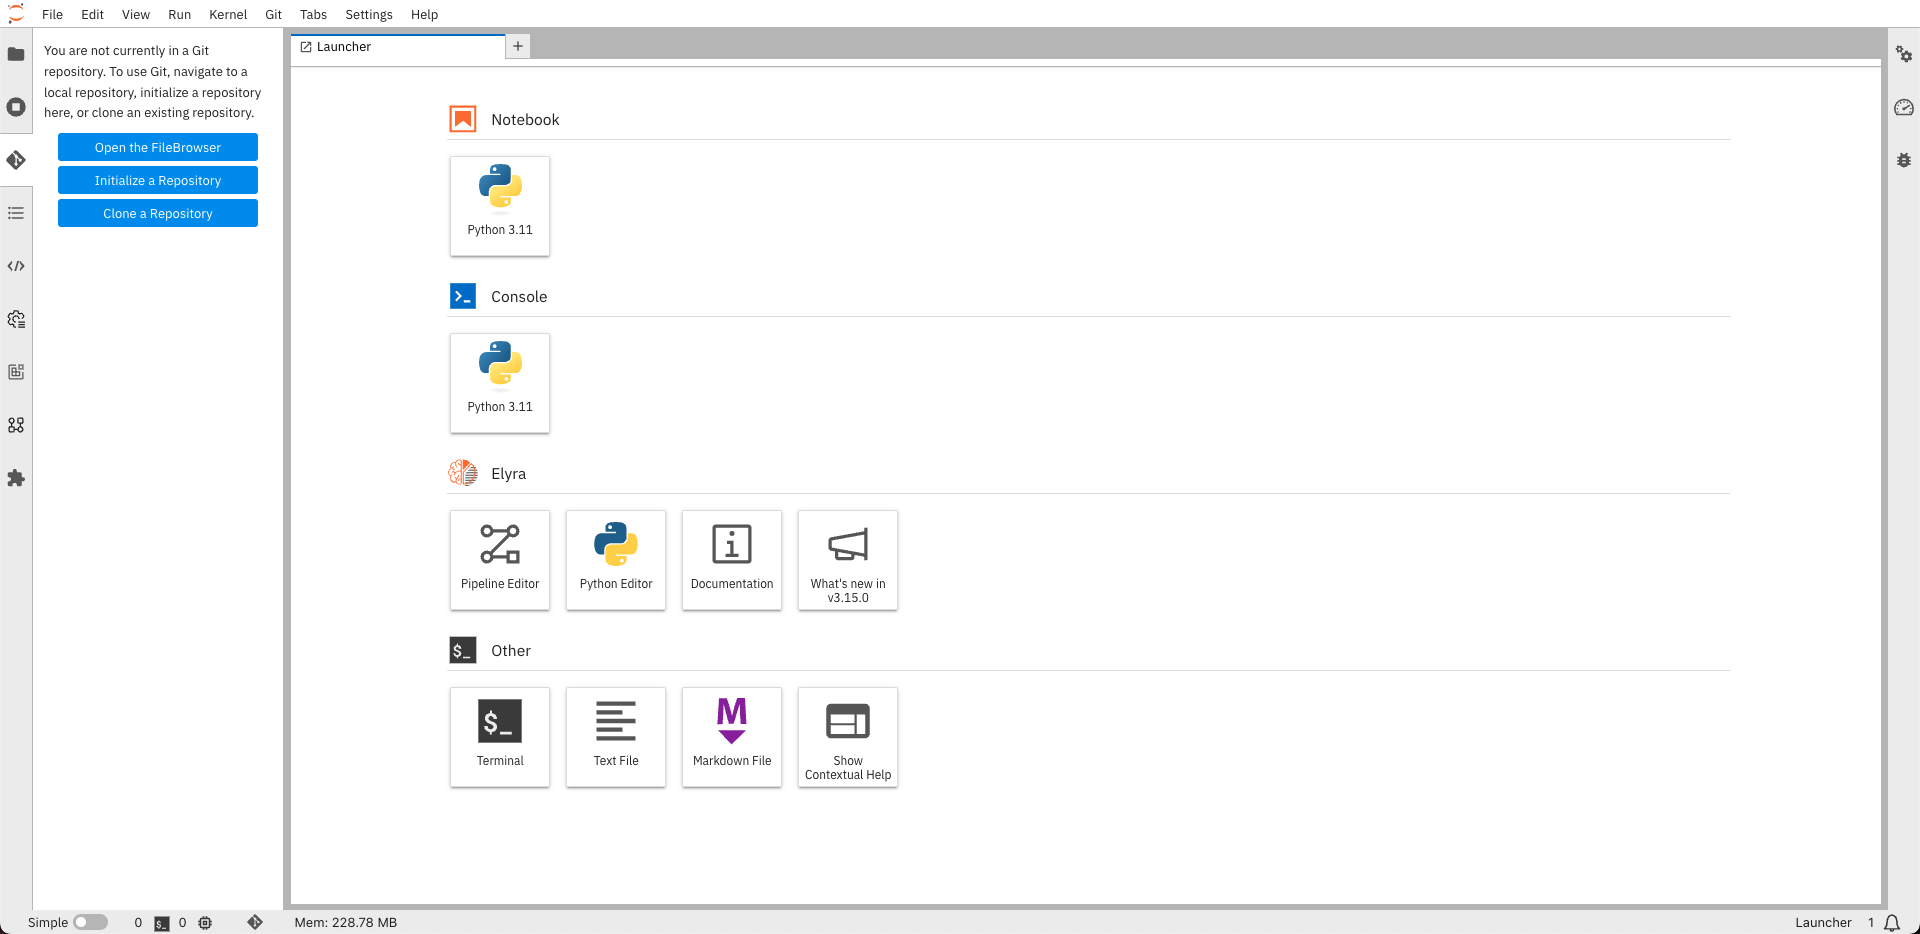 File Edit View Run Kernel Git Tabs Settings Help
You are not currently in a Git
repository. To use Git, navigate to a
local repository, initialize a repository
here, or clone an existing repository.
Open the FileBrowser
Initialize a Repository
Clone a Repository
Launcher
Notebook
Python 3.11
Console
Python 3.11
Elyra
Pipeline Editor
Python Editor
Documentation
What's new in
v3.15.0
$_ Other
$_
Terminal
Text File
M
Markdown File
Show
Contextual Help
Simple 0 $_ 0 Mem: 228.78 MB Launcher 1